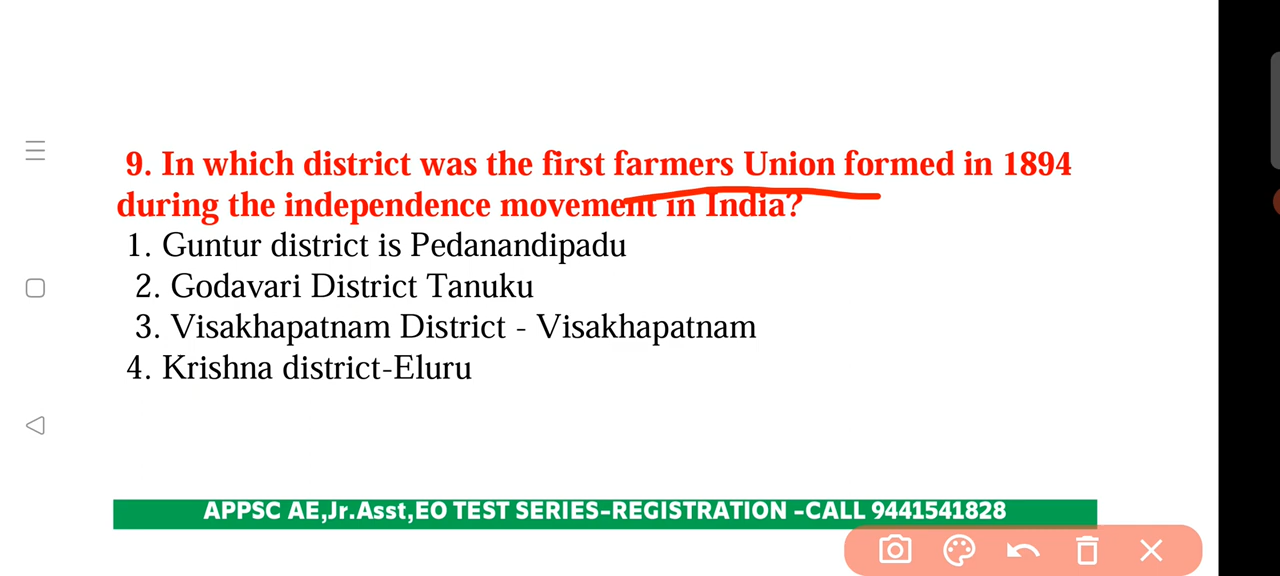 9. In which district was the first farmers Union formed in 1894
during the independence movement in India?
1. Guntur district is Pedanandipadu
2. Godavari District Tanuku
3. Visakhapatnam District - Visakhapatnam
4. Krishna district-Eluru
APPSC AE,Jr.Asst,EO TEST SERIES-REGISTRATION -CALL 9441541828